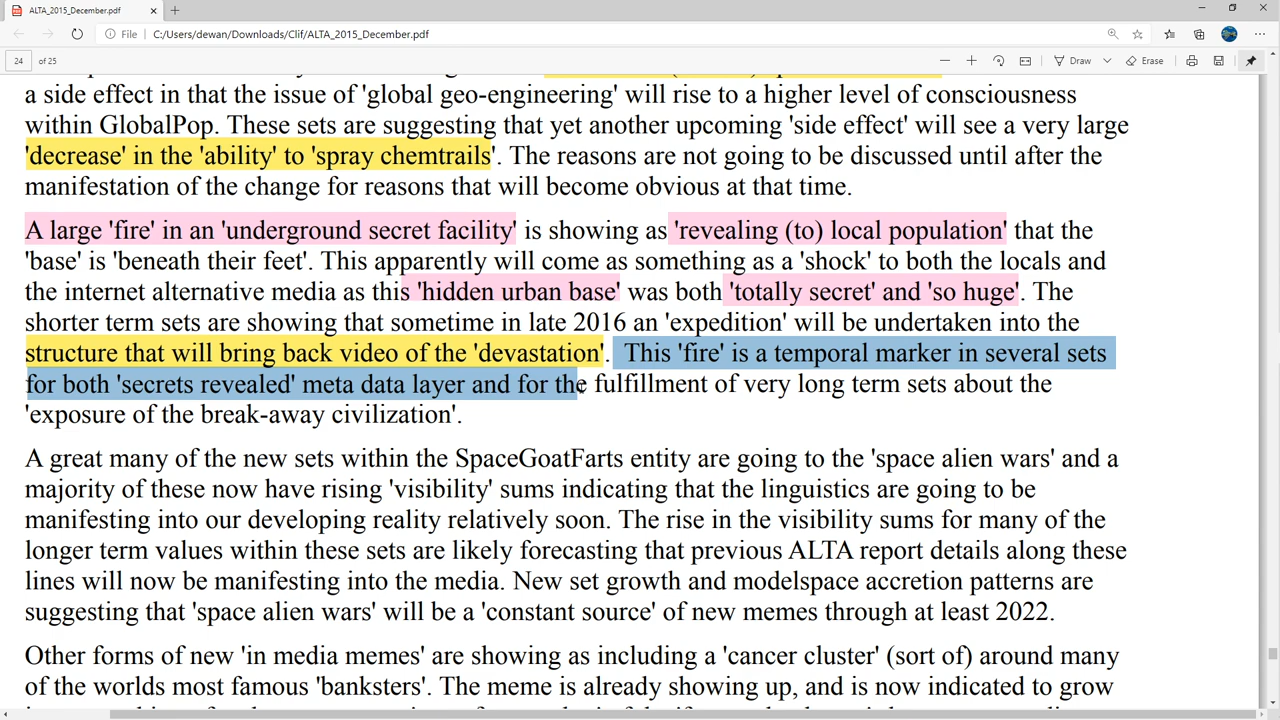 ALTA_2015_December.pdf
File
C:/Users/dewan/Downloads/Clif/ALTA_2015_December.pdf
24 of 25
Draw
Erase
a side effect in that the issue of 'global geo-engineering' will rise to a higher level of consciousness
within GlobalPop. These sets are suggesting that yet another upcoming 'side effect' will see a very large
'decrease' in the 'ability' to 'spray chemtrails'. The reasons are not going to be discussed until after the
manifestation of the change for reasons that will become obvious at that time.
A large 'fire' in an 'underground secret facility' is showing as 'revealing (to) local population' that the
'base' is 'beneath their feet'. This apparently will come as something as a 'shock' to both the locals and
the internet alternative media as this 'hidden urban base' was both 'totally secret' and 'so huge'. The
shorter term sets are showing that sometime in late 2016 an 'expedition' will be undertaken into the
structure that will bring back video of the 'devastation'. This 'fire' is a temporal marker in several sets
for both 'secrets revealed' meta data layer and for the fulfillment of very long term sets about the
'exposure of the break-away civilization'.
A great many of the new sets within the SpaceGoatFarts entity are going to the 'space alien wars' and a
majority of these now have rising 'visibility' sums indicating that the linguistics are going to be
manifesting into our developing reality relatively soon. The rise in the visibility sums for many of the
longer term values within these sets are likely forecasting that previous ALTA report details along these
lines will now be manifesting into the media. New set growth and modelspace accretion patterns are
suggesting that 'space alien wars' will be a 'constant source' of new memes through at least 2022.
Other forms of new 'in media memes' are showing as including a 'cancer cluster' (sort of) around many
of the worlds most famous 'banksters'. The meme is already showing up, and is now indicated to grow